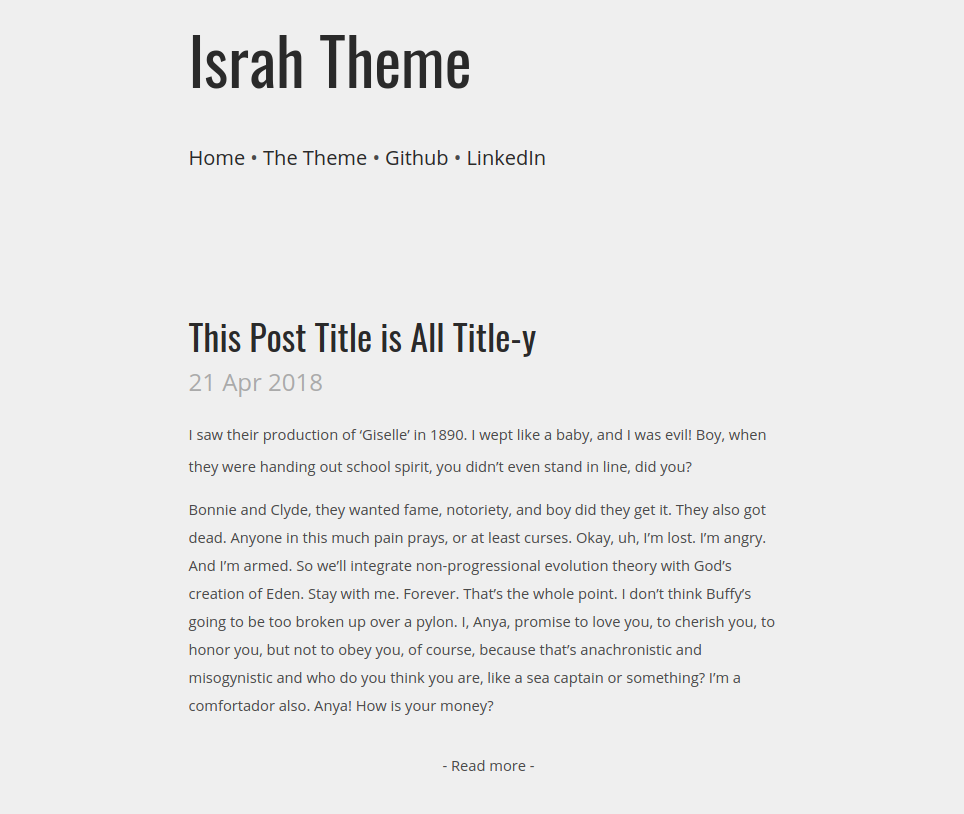 Israh Theme
Home • The Theme • Github • LinkedIn
This Post Title is All Title-y
21 Apr 2018
I saw their production of ‘Giselle’ in 1890. I wept like a baby, and I was evil! Boy, when
they were handing out school spirit, you didn’t even stand in line, did you?
Bonnie and Clyde, they wanted fame, notoriety, and boy did they get it. They also got
dead. Anyone in this much pain prays, or at least curses. Okay, uh, I’m lost. I’m angry.
And I’m armed. So we’ll integrate non-progressional evolution theory with God’s
creation of Eden. Stay with me. Forever. That’s the whole point. I don’t think Buffy’s
going to be too broken up over a pylon. I, Anya, promise to love you, to cherish you, to
honor you, but not to obey you, of course, because that’s anachronistic and
misogynistic and who do you think you are, like a sea captain or something? I’m a
comfortador also. Anya! How is your money?
- Read more -